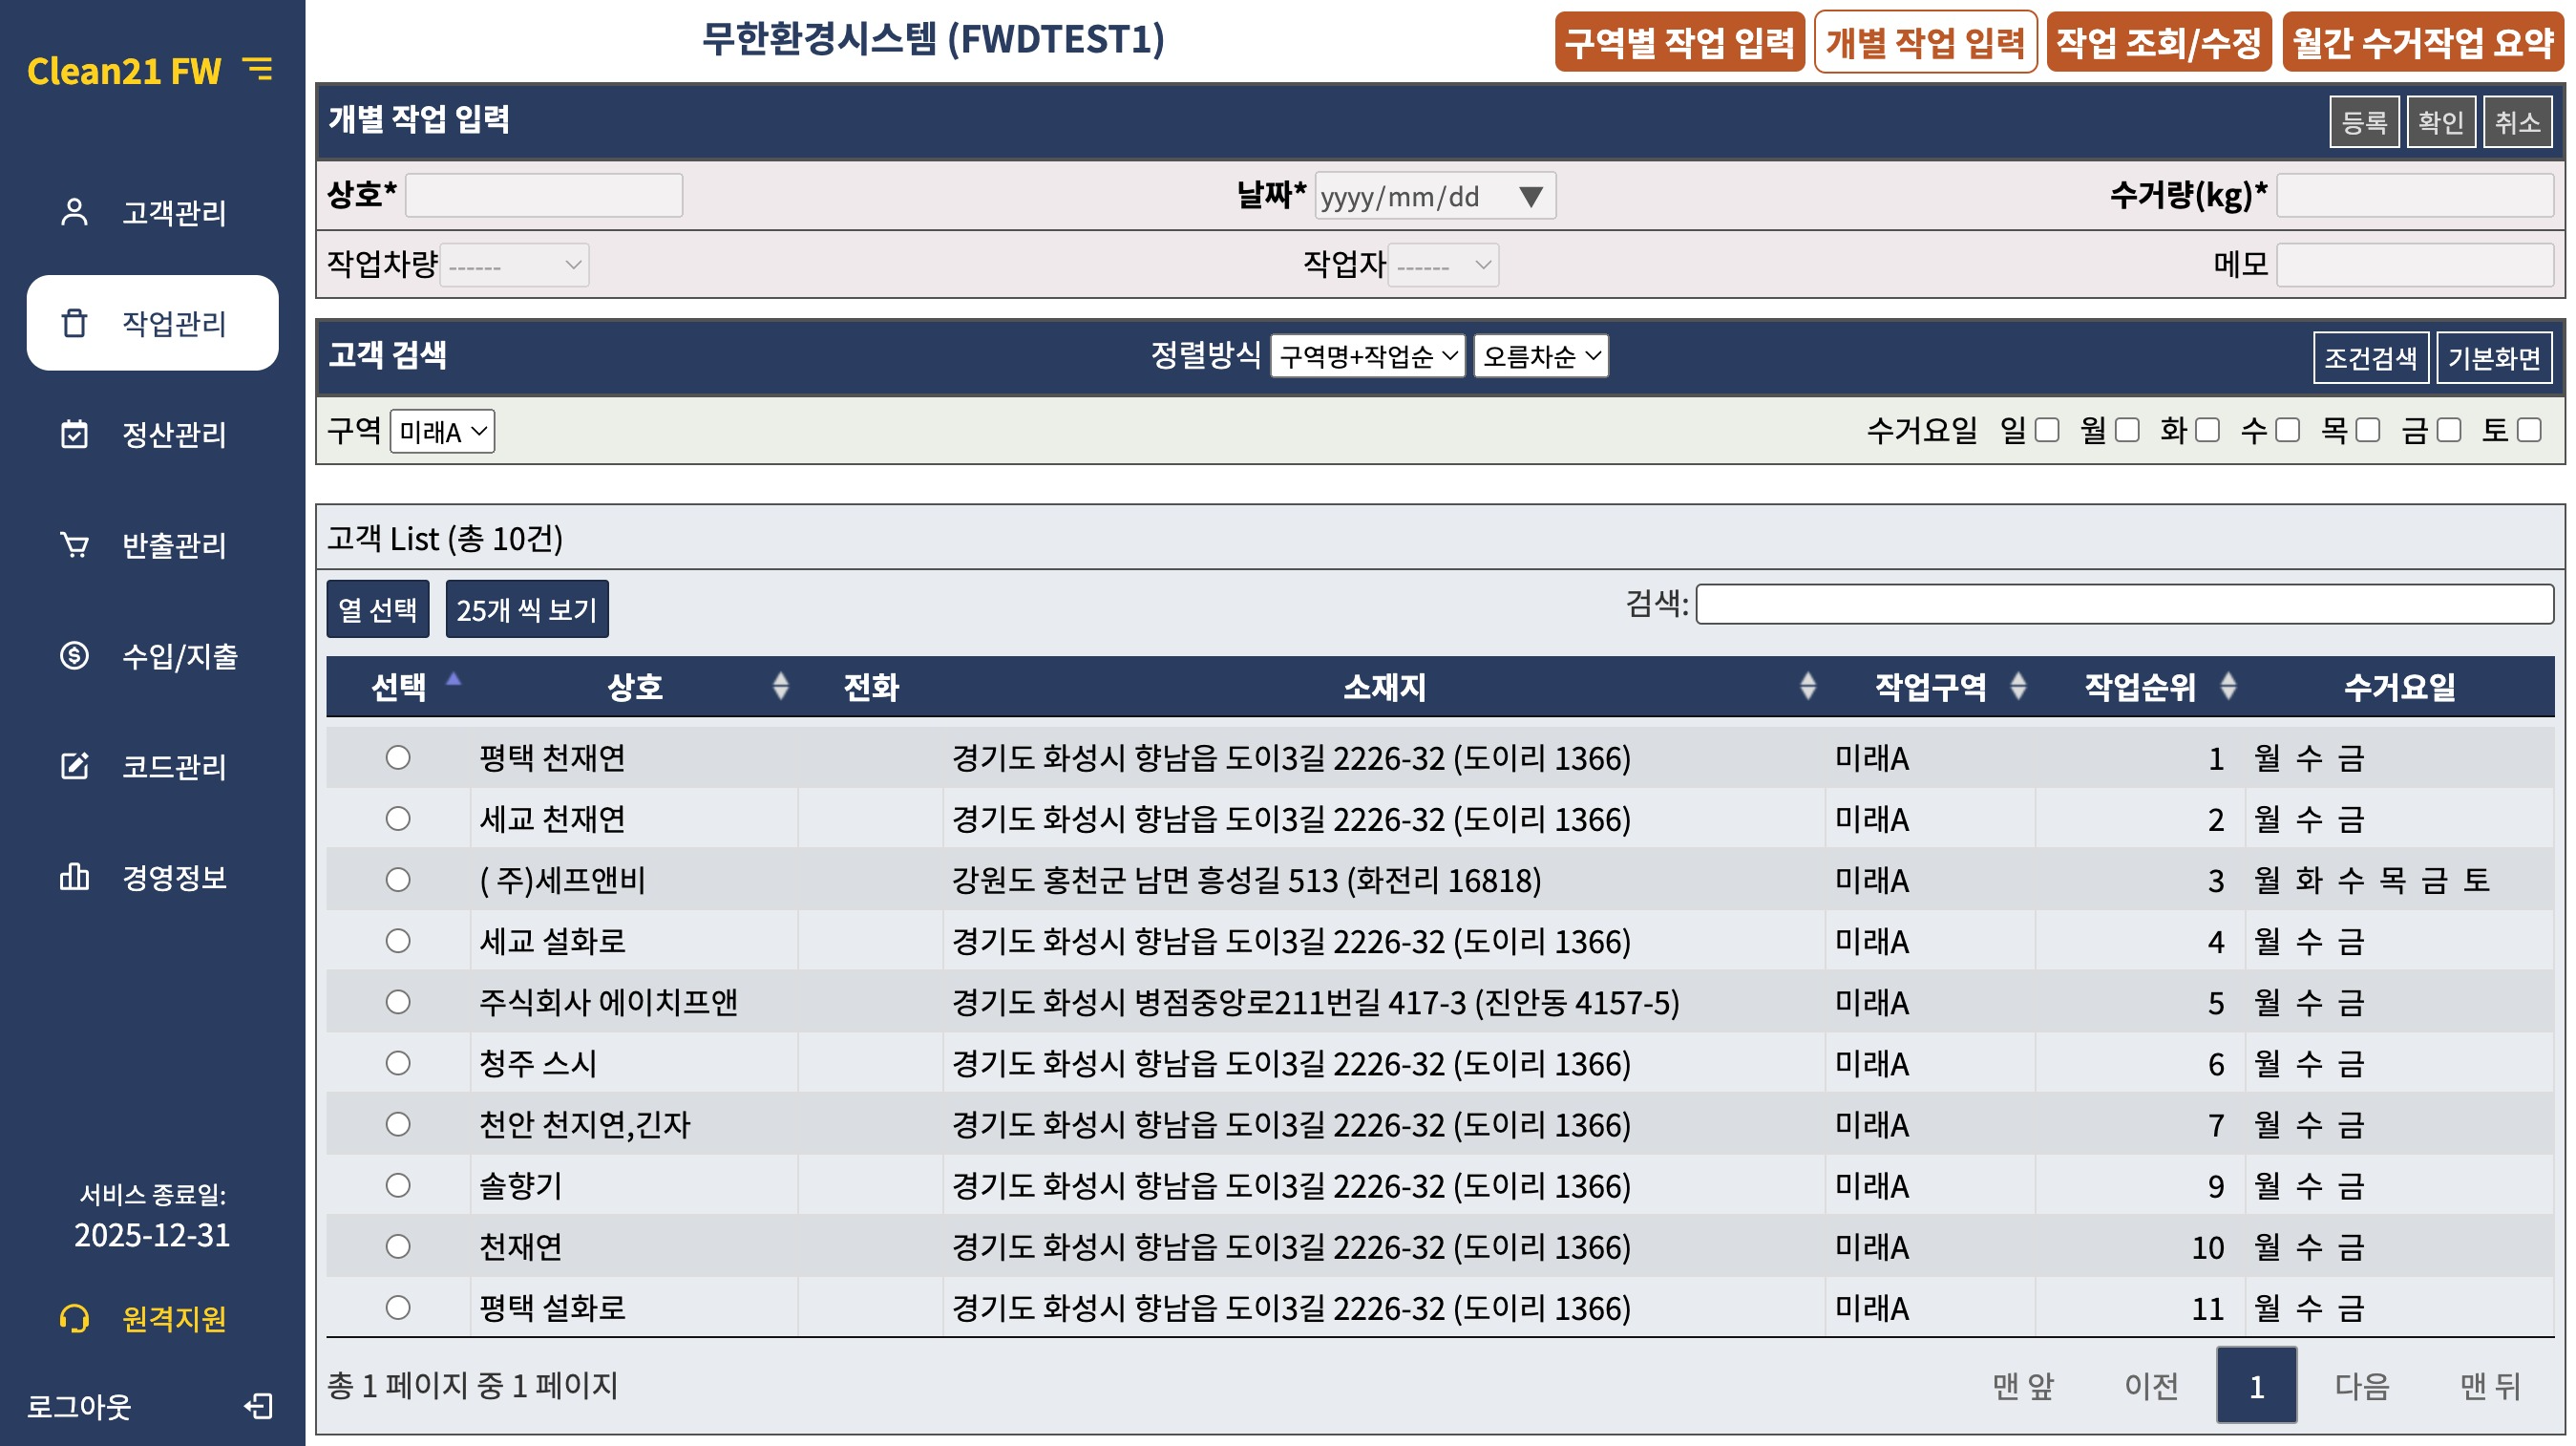 Clean21 FW
고객관리
작업관리
정산관리
반출관리
수입/지출
코드관리
경영정보
서비스 종료일:
2025-12-31
원격지원
로그아웃
무한환경시스템 (FWDTEST1)
구역별 작업 입력 개별 작업 입력 작업 조회/수정 월간 수거작업 요약
개별 작업 입력 등록 확인 취소
상호* 날짜* yyyy/mm/dd 수거량(kg)*
작업차량 ------ 작업자 ------ 메모
고객 검색 정렬방식 구역명+작업순 오름차순 조건검색 기본화면
구역 미래A 수거요일 일 월 화 수 목 금 토
고객 List (총 10건)
열 선택 25개 씩 보기 검색:
선택 상호 전화 소재지 작업구역 작업순위 수거요일
평택 천재연 경기도 화성시 향남읍 도이3길 2226-32 (도이리 1366) 미래A 1 월 수 금
세교 천재연 경기도 화성시 향남읍 도이3길 2226-32 (도이리 1366) 미래A 2 월 수 금
( 주)세프앤비 강원도 홍천군 남면 흥성길 513 (화전리 16818) 미래A 3 월 화 수 목 금 토
세교 설화로 경기도 화성시 향남읍 도이3길 2226-32 (도이리 1366) 미래A 4 월 수 금
주식회사 에이치프앤 경기도 화성시 병점중앙로211번길 417-3 (진안동 4157-5) 미래A 5 월 수 금
청주 스시 경기도 화성시 향남읍 도이3길 2226-32 (도이리 1366) 미래A 6 월 수 금
천안 천지연,긴자 경기도 화성시 향남읍 도이3길 2226-32 (도이리 1366) 미래A 7 월 수 금
솔향기 경기도 화성시 향남읍 도이3길 2226-32 (도이리 1366) 미래A 9 월 수 금
천재연 경기도 화성시 향남읍 도이3길 2226-32 (도이리 1366) 미래A 10 월 수 금
평택 설화로 경기도 화성시 향남읍 도이3길 2226-32 (도이리 1366) 미래A 11 월 수 금
총 1 페이지 중 1 페이지 맨 앞 이전 1 다음 맨 뒤